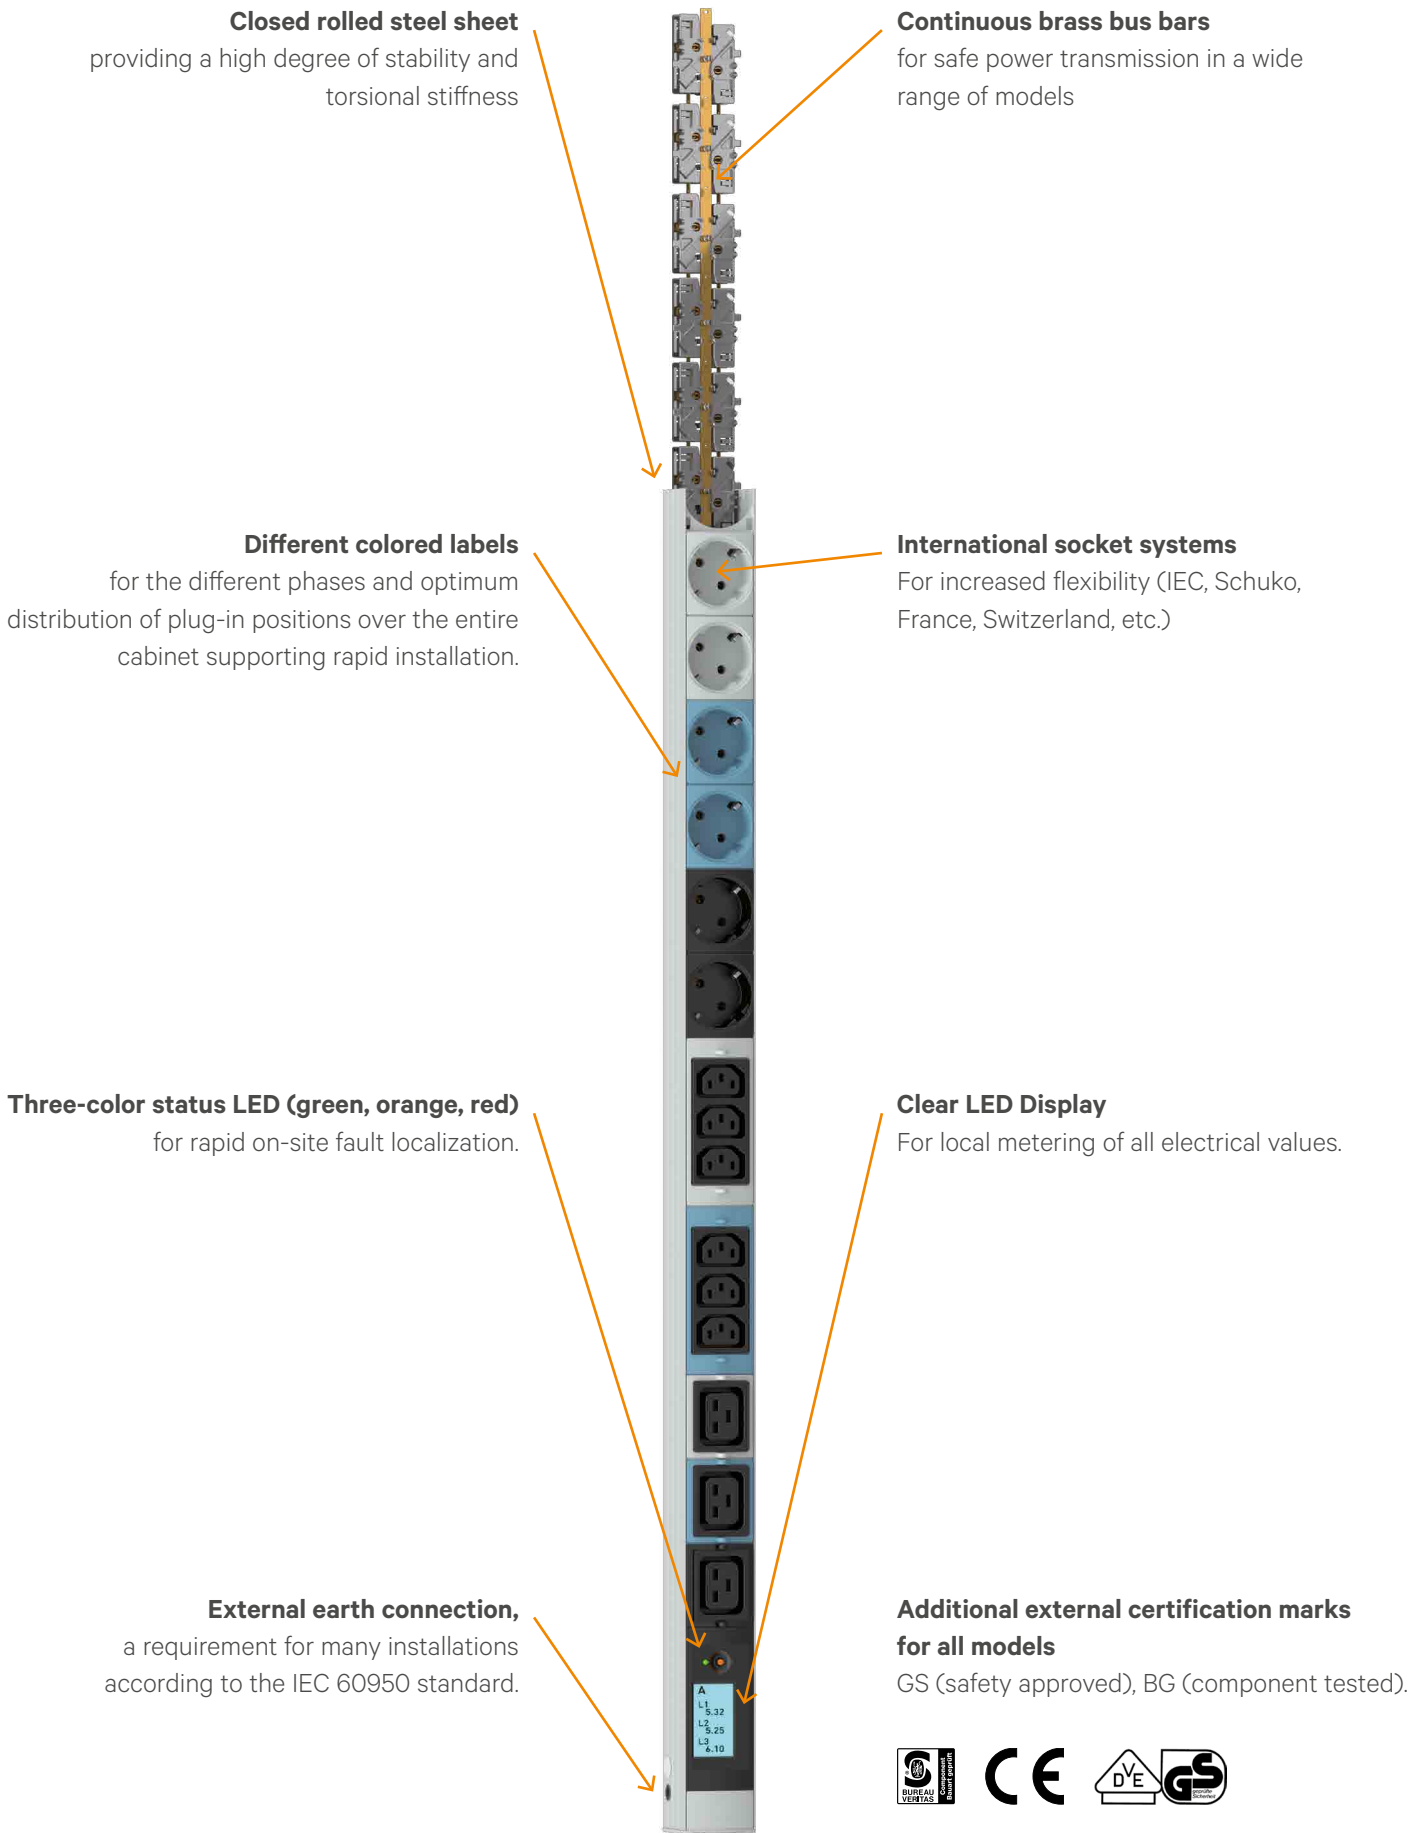 Closed rolled steel sheet
providing a high degree of stability and
torsional stiffness
Continuous brass bus bars
for safe power transmission in a wide
range of models
Different colored labels
for the different phases and optimum
distribution of plug-in positions over the entire
cabinet supporting rapid installation.
International socket systems
For increased flexibility (IEC, Schuko,
France, Switzerland, etc.)
Three-color status LED (green, orange, red)
for rapid on-site fault localization.
Clear LED Display
For local metering of all electrical values.
External earth connection,
a requirement for many installations
according to the IEC 60950 standard.
A
L1
5.32
L2
5.25
L3
6.10
Additional external certification marks
for all models
GS (safety approved), BG (component tested).
BUREAU
VERITAS
Component
Bauart geprüft
CE
DVE
GS
geprüfte
Sicherheit